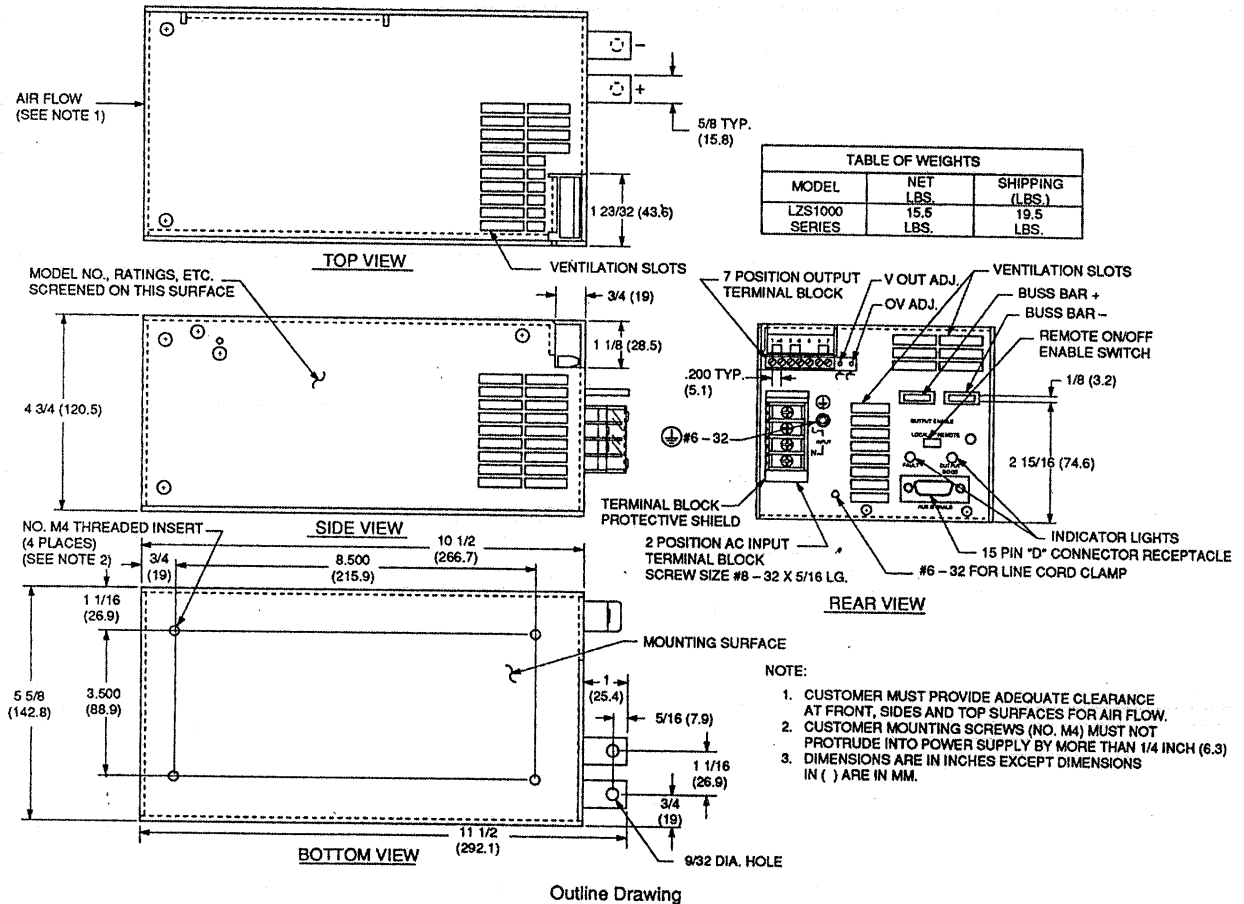 AIR FLOW
(SEE NOTE 1)
-
+
5/8 TYP.
(15.8)
1 23/32 (43.6)
TOP VIEW
VENTILATION SLOTS
TABLE OF WEIGHTS
MODEL
NET
LBS.
SHIPPING
(LBS.)
LZS1000
SERIES
15.5
LBS.
19.5
LBS.
MODEL NO., RATINGS, ETC.
SCREENED ON THIS SURFACE
3/4 (19)
1 1/8 (28.5)
4 3/4 (120.5)
SIDE VIEW
7 POSITION OUTPUT
TERMINAL BLOCK
V OUT ADJ.
OV ADJ.
VENTILATION SLOTS
BUSS BAR +
BUSS BAR –
REMOTE ON/OFF
ENABLE SWITCH
.200 TYP.
(5.1)
1/8 (3.2)
#6 – 32
L
INPUT
N
OUTPUT ENABLE
LOCAL REMOTE
FAULT
OUTPUT
GOOD
AUX SIGNALS
2 15/16 (74.6)
TERMINAL BLOCK
PROTECTIVE SHIELD
2 POSITION AC INPUT
TERMINAL BLOCK
SCREW SIZE #8 – 32 X 5/16 LG.
INDICATOR LIGHTS
15 PIN "D" CONNECTOR RECEPTACLE
#6 – 32 FOR LINE CORD CLAMP
REAR VIEW
NO. M4 THREADED INSERT
(4 PLACES)
(SEE NOTE 2)
10 1/2
(266.7)
3/4
(19)
8.500
(215.9)
1 1/16
(26.9)
MOUNTING SURFACE
5 5/8
(142.8)
3.500
(88.9)
1
(25.4)
5/16 (7.9)
1 1/16
(26.9)
3/4
(19)
11 1/2
(292.1)
BOTTOM VIEW
9/32 DIA. HOLE
NOTE:
1. CUSTOMER MUST PROVIDE ADEQUATE CLEARANCE
AT FRONT, SIDES AND TOP SURFACES FOR AIR FLOW.
2. CUSTOMER MOUNTING SCREWS (NO. M4) MUST NOT
PROTRUDE INTO POWER SUPPLY BY MORE THAN 1/4 INCH (6.3)
3. DIMENSIONS ARE IN INCHES EXCEPT DIMENSIONS
IN ( ) ARE IN MM.
Outline Drawing